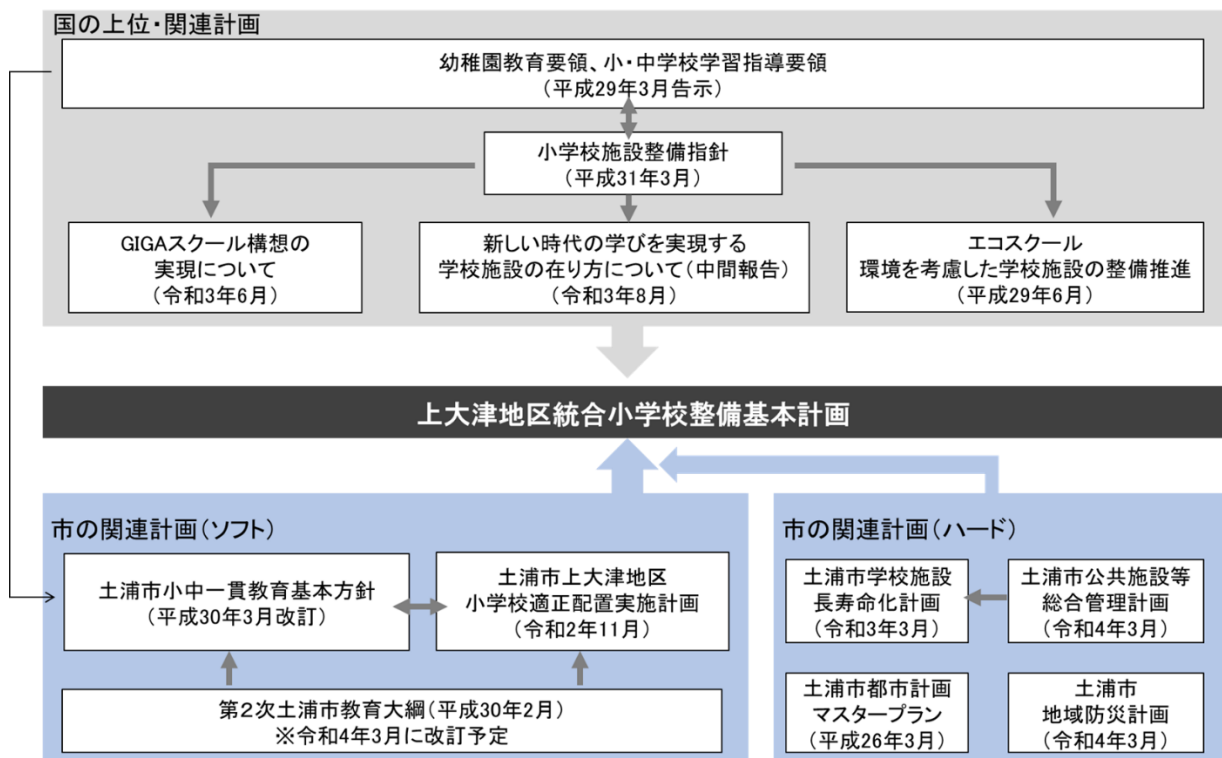 国の上位・関連計画
幼稚園教育要領、小・中学校学習指導要領
（平成29年3月告示）
小学校施設整備指針
（平成31年3月）
GIGAスクール構想の
実現について
（令和3年6月）
新しい時代の学びを実現する
学校施設の在り方について（中間報告）
（令和3年8月）
エコスクール
環境を考慮した学校施設の整備推進
（平成29年6月）
上大津地区統合小学校整備基本計画
市の関連計画（ソフト）
土浦市小中一貫教育基本方針
（平成30年3月改訂）
土浦市上大津地区
小学校適正配置実施計画
（令和2年11月）
第２次土浦市教育大綱（平成30年2月）
※令和4年3月に改訂予定
市の関連計画（ハード）
土浦市学校施設
長寿命化計画
（令和3年3月）
土浦市公共施設等
総合管理計画
（令和4年3月）
土浦市都市計画
マスタープラン
（平成26年3月）
土浦市
地域防災計画
（令和4年3月）